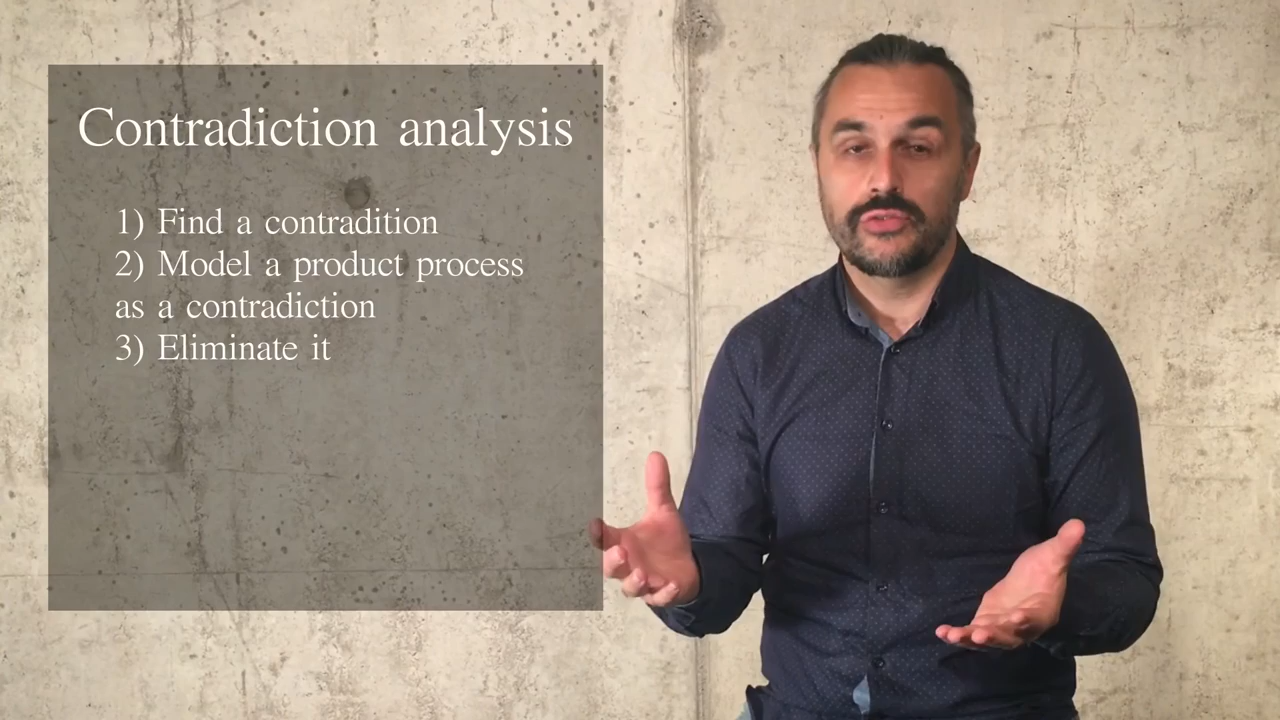 Contradiction analysis
1) Find a contradition
2) Model a product process
as a contradiction
3) Eliminate it